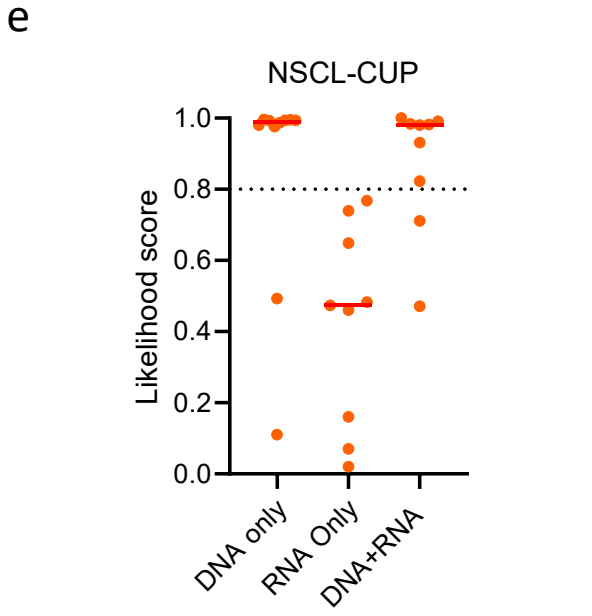 e
NSCL-CUP
Likelihood score
1.0
0.8
0.6
0.4
0.2
0.0
DNA only
RNA Only
DNA+RNA